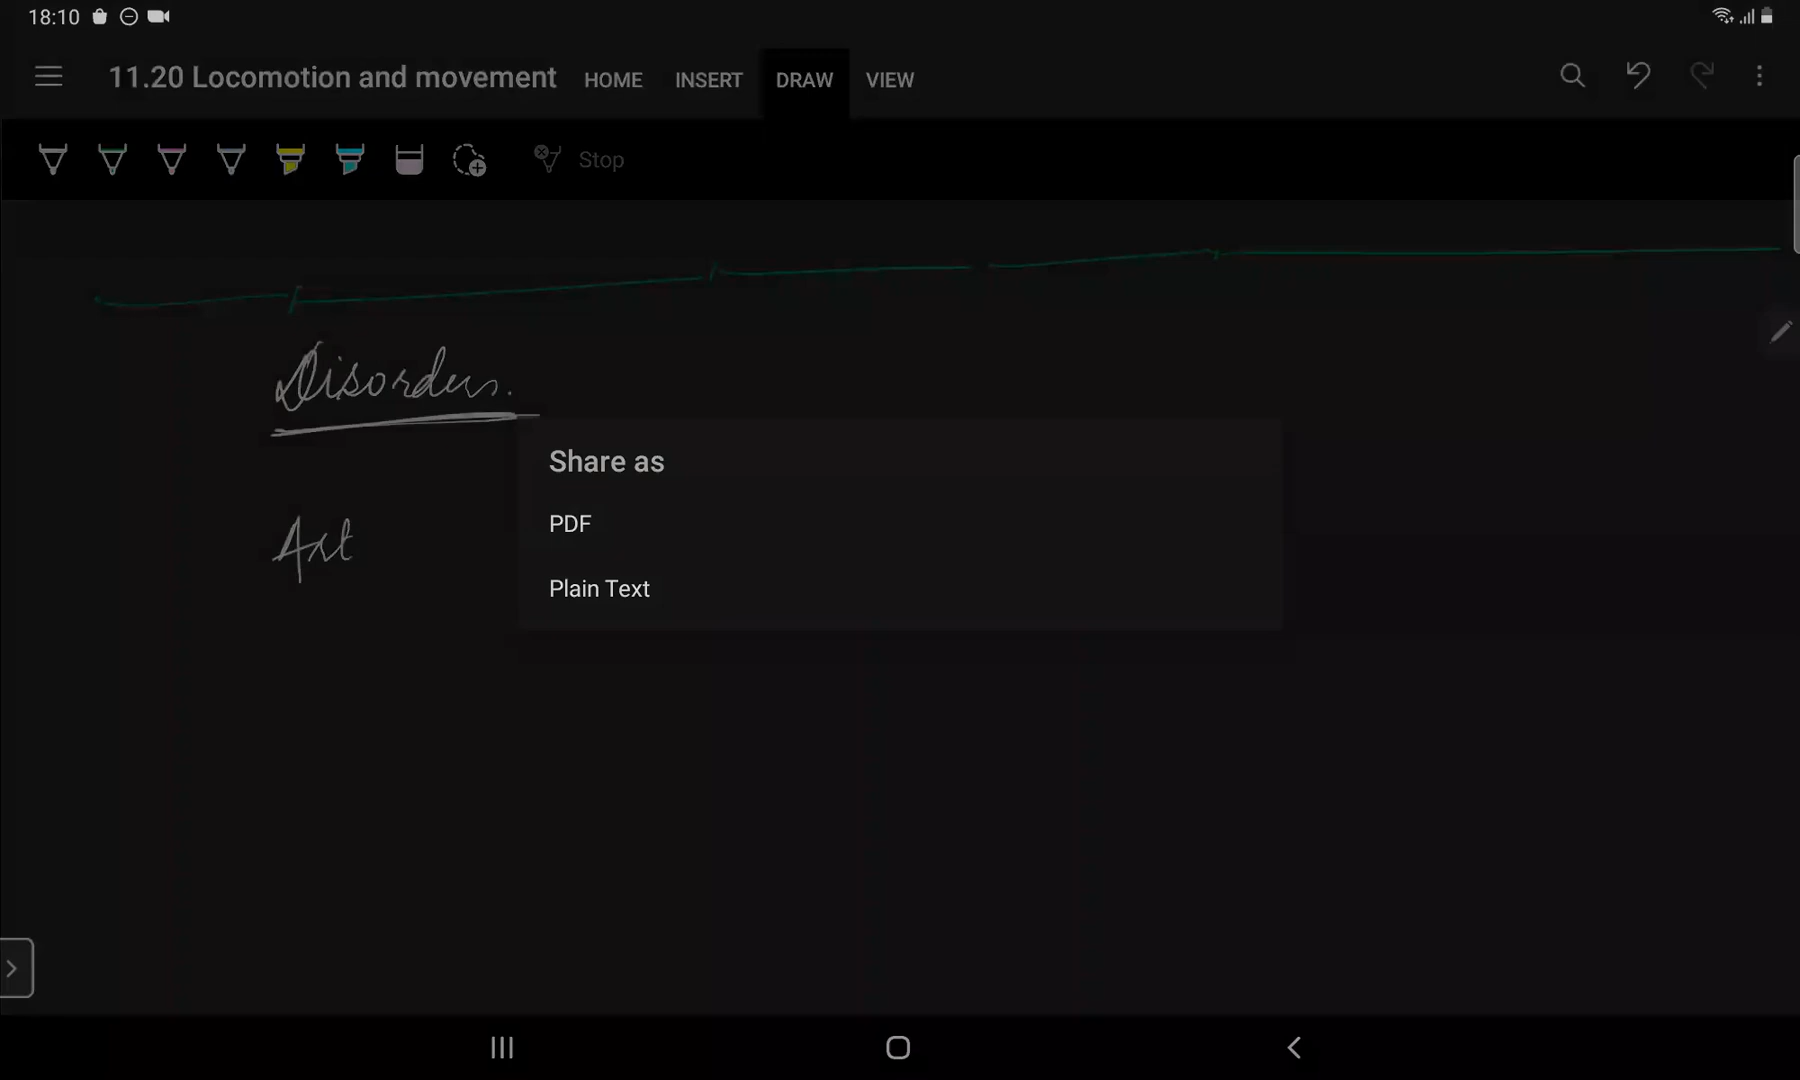 18:10
11.20 Locomotion and movement HOME INSERT DRAW VIEW
Stop
Disorders.
Share as
PDF
Art
Plain Text